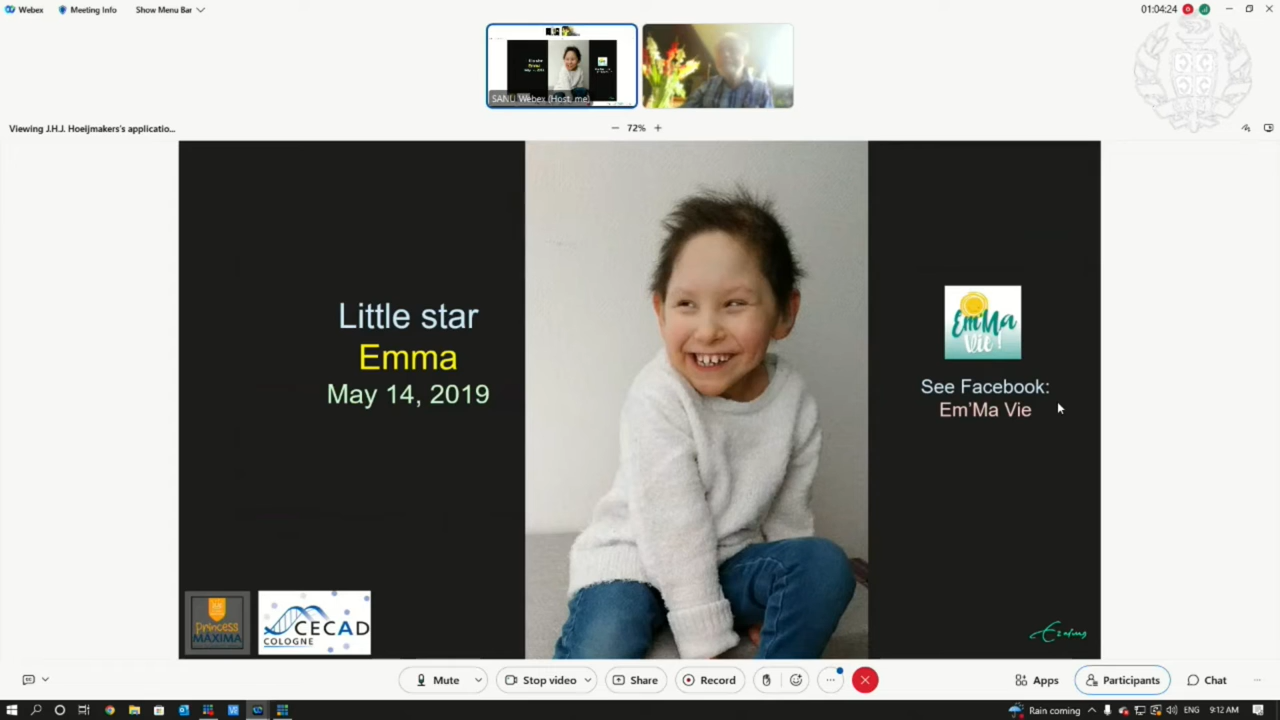 Webex
Meeting Info
Show Menu Bar
01:04:24
SANU Webex (Host, me)
Viewing J.H.J. Hoeijmakers's applicatio...
72%
Little star
Emma
May 14, 2019
Em'Ma
Vie!
See Facebook:
Em'Ma Vie
Princess
MÁXIMA
CECAD
COLOGNE
Erasmus
Mute
Stop video
Share
Record
Apps
Participants
Chat
Rain coming
ENG
9:12 AM